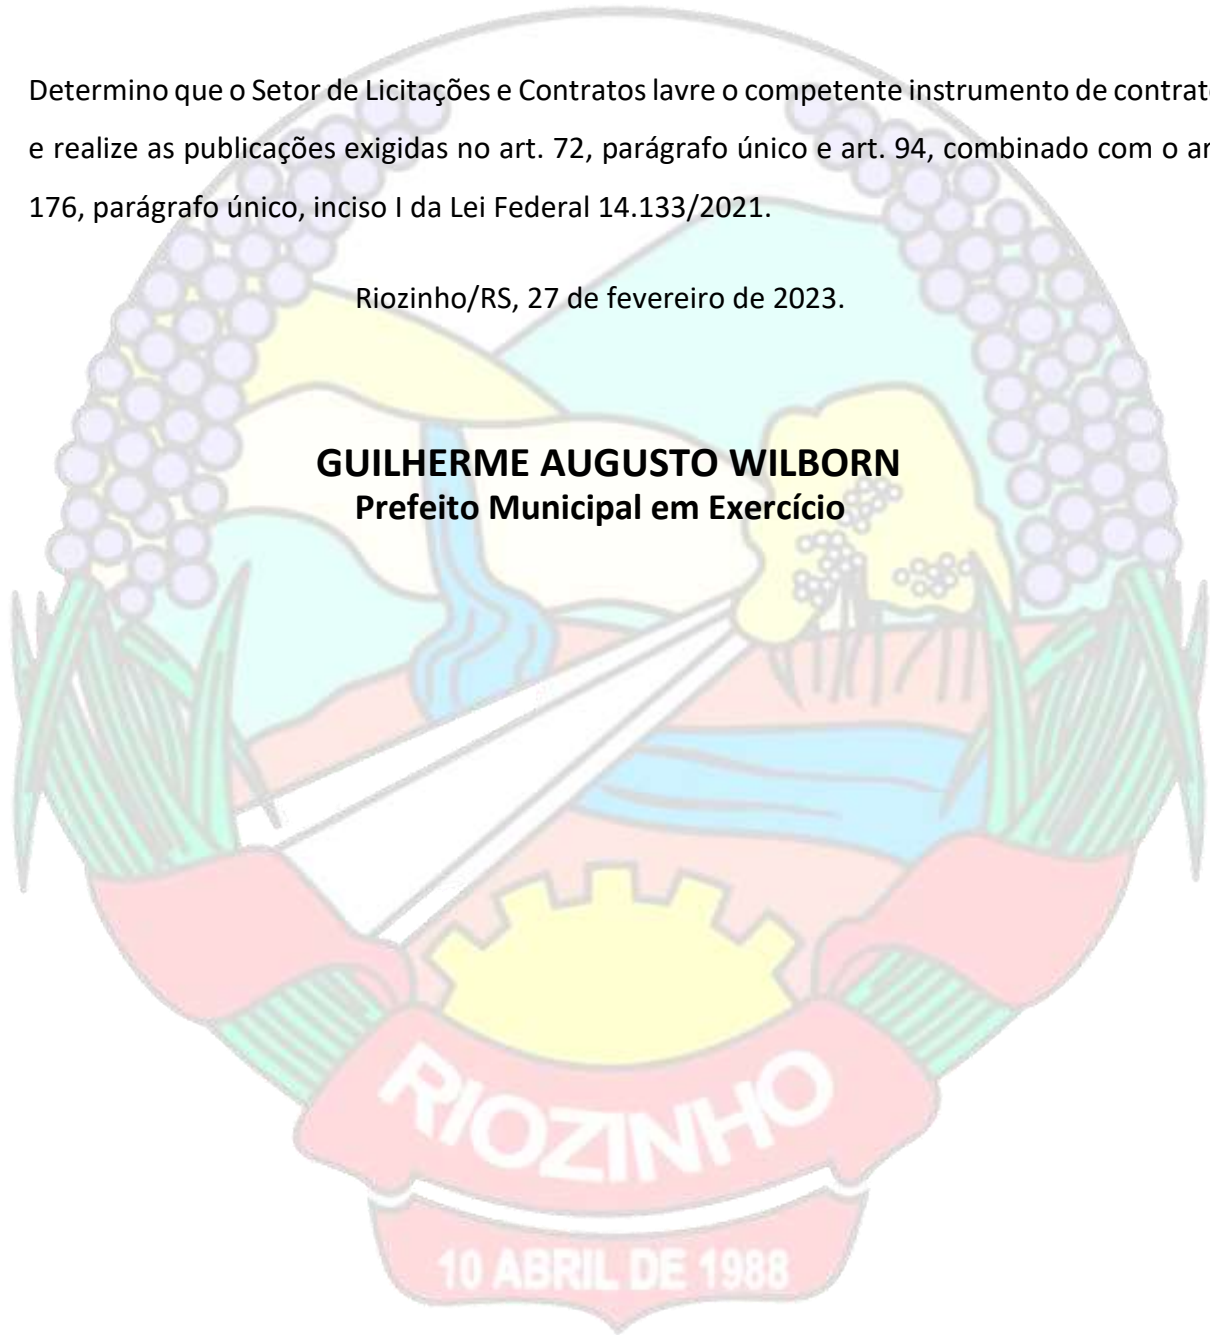 Determino que o Setor de Licitações e Contratos lavre o competente instrumento de contrat
e realize as publicações exigidas no art. 72, parágrafo único e art. 94, combinado com o a
176, parágrafo único, inciso I da Lei Federal 14.133/2021.
Riozinho/RS, 27 de fevereiro de 2023.
GUILHERME AUGUSTO WILBORN
Prefeito Municipal em Exercício
RIOZINHO
10 ABRIL DE 1988